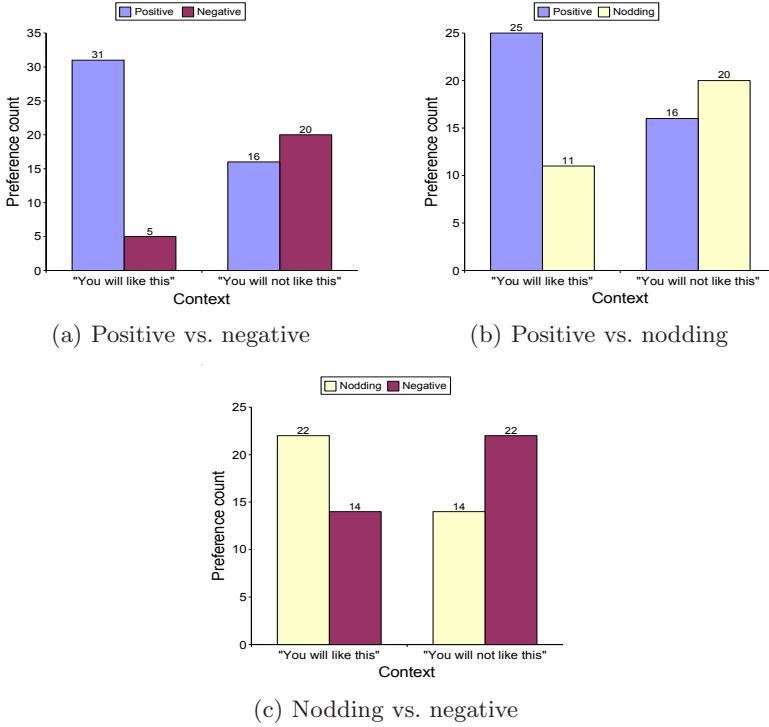 Positive Negative
35
30
25
20
15
10
5
0
31
5
16
20
Preference count
"You will like this" "You will not like this"
Context
(a) Positive vs. negative
Positive Nodding
25
20
15
10
5
0
25
11
16
20
Preference count
"You will like this" "You will not like this"
Context
(b) Positive vs. nodding
Nodding Negative
25
20
15
10
5
0
22
14
14
22
Preference count
"You will like this" "You will not like this"
Context
(c) Nodding vs. negative